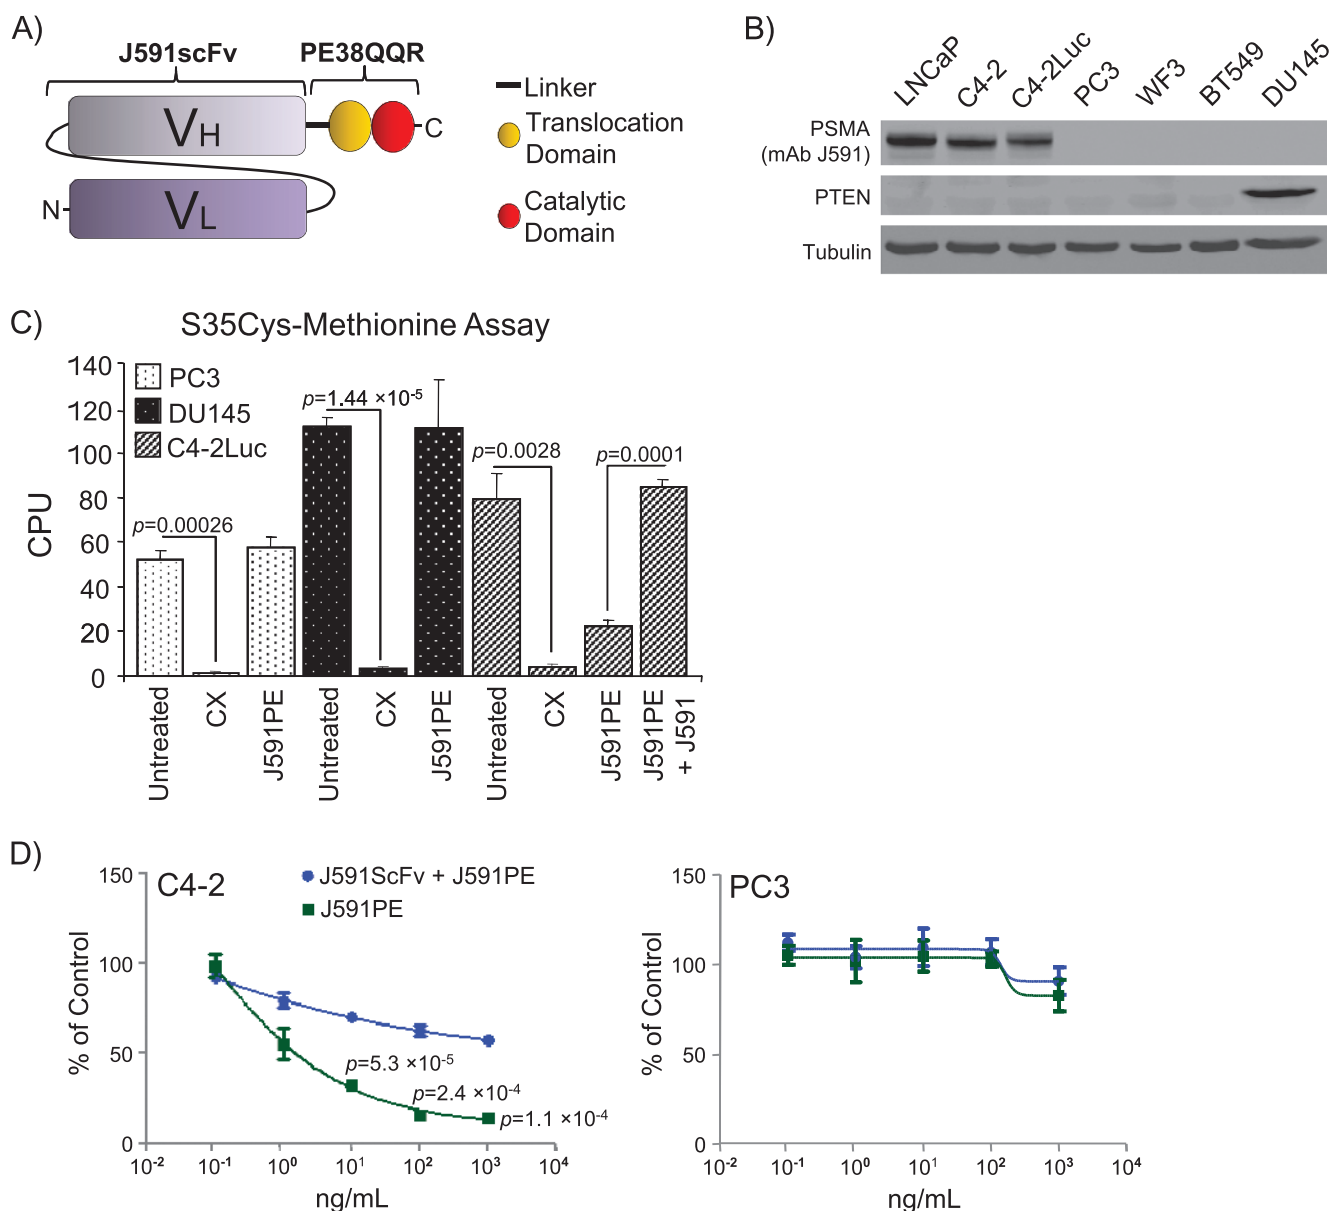 A)
J591scFv
PE38QQR
VH
C
N
VL
Linker
Translocation
Domain
Catalytic
Domain
B)
LNCaP
C4-2
C4-2Luc
PC3
WF3
BT549
DU145
PSMA
(mAb J591)
PTEN
Tubulin
C)
S35Cys-Methionine Assay
PC3
DU145
C4-2Luc
CPU
140
120
100
80
60
40
20
0
p=0.00026
p=1.44 ×10-5
p=0.0028
p=0.0001
Untreated
CX
J591PE
Untreated
CX
J591PE
Untreated
CX
J591PE
J591PE
+ J591
D)
C4-2
J591ScFv + J591PE
J591PE
% of Control
150
100
50
0
p=5.3 ×10-5
p=2.4 ×10-4
p=1.1 ×10-4
10-2 10-1 100 101 102 103 104
ng/mL
PC3
% of Control
150
100
50
0
10-2 10-1 100 101 102 103 104
ng/mL